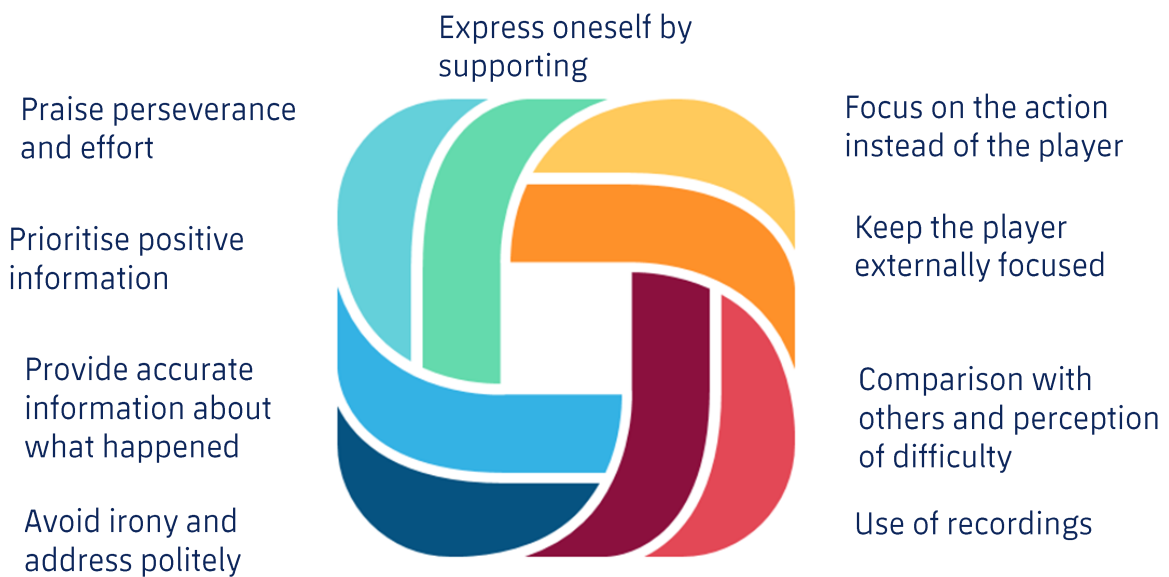 Express oneself by
supporting
Praise perseverance
and effort
Focus on the action
instead of the player
Prioritise positive
information
Keep the player
externally focused
Provide accurate
information about
what happened
Comparison with
others and perception
of difficulty
Avoid irony and
address politely
Use of recordings